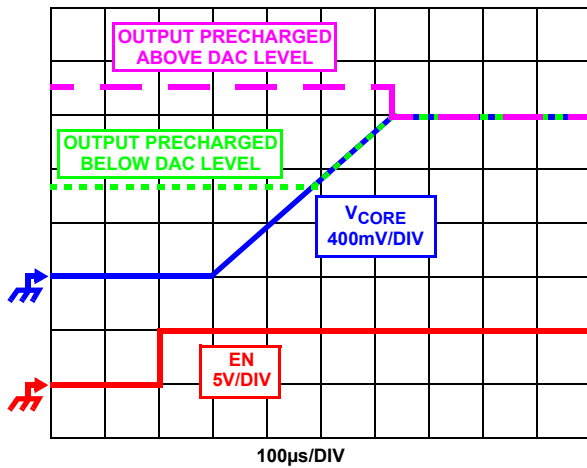 OUTPUT PRECHARGED
ABOVE DAC LEVEL
OUTPUT PRECHARGED
BELOW DAC LEVEL
VCORE
400mV/DIV
EN
5V/DIV
100µs/DIV